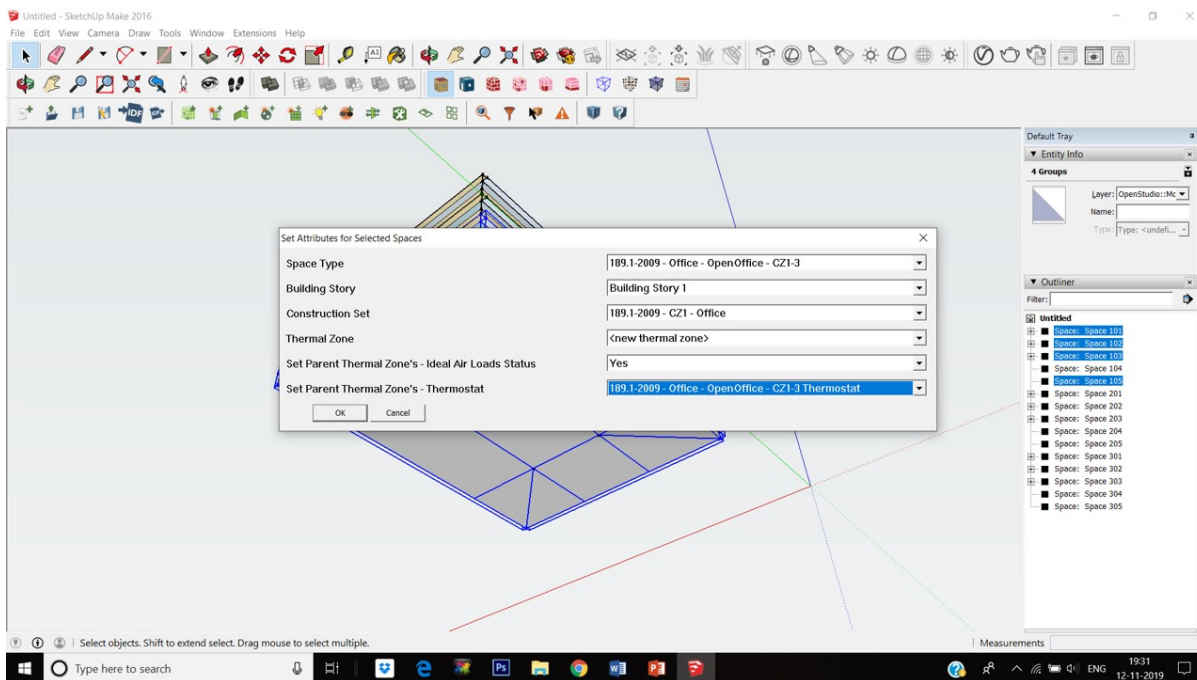 Untitled - SketchUp Make 2016
File Edit View Camera Draw Tools Window Extensions Help
Default Tray
Entity Info
4 Groups
Layer: OpenStudio::Mc
Name:
Type: Type: <undefi...
Set Attributes for Selected Spaces
Space Type 189.1-2009 - Office - OpenOffice - CZ1-3
Building Story Building Story 1
Construction Set 189.1-2009 - CZ1 - Office
Thermal Zone <new thermal zone>
Set Parent Thermal Zone's - Ideal Air Loads Status Yes
Set Parent Thermal Zone's - Thermostat 189.1-2009 - Office - OpenOffice - CZ1-3 Thermostat
OK Cancel
Outliner
Filter:
Untitled
Space: Space 101
Space: Space 102
Space: Space 103
Space: Space 104
Space: Space 105
Space: Space 201
Space: Space 202
Space: Space 203
Space: Space 204
Space: Space 205
Space: Space 301
Space: Space 302
Space: Space 303
Space: Space 304
Space: Space 305
Select objects. Shift to extend select. Drag mouse to select multiple.
Measurements
Type here to search
ENG
19:31
12-11-2019